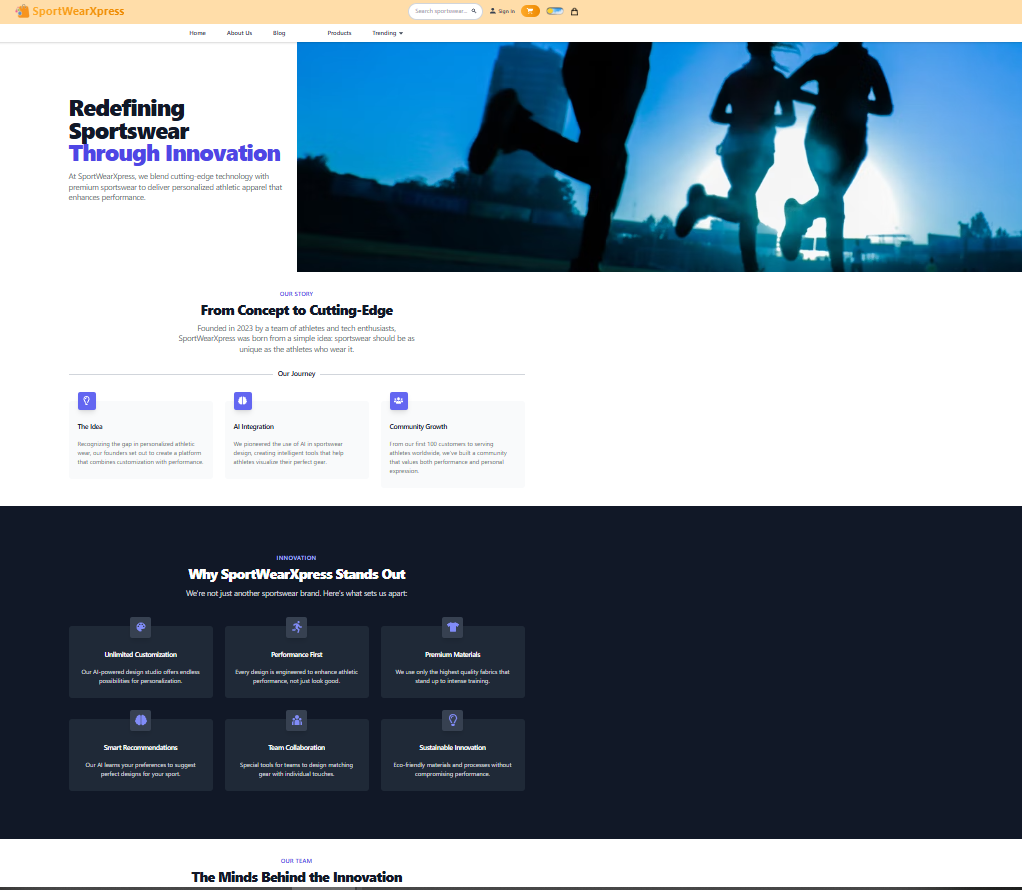 SportWearXpress
Search sportswear...
Sign in
Home
About Us
Blog
Products
Trending
Redefining
Sportswear
Through Innovation
At SportWearXpress, we blend cutting-edge technology with
premium sportswear to deliver personalized athletic apparel that
enhances performance.
OUR STORY
From Concept to Cutting-Edge
Founded in 2023 by a team of athletes and tech enthusiasts,
SportWearXpress was born from a simple idea: sportswear should be as
unique as the athletes who wear it.
Our Journey
The Idea
Recognizing the gap in personalized athletic
wear, our founders set out to create a platform
that combines customization with performance.
AI Integration
We pioneered the use of AI in sportswear
design, creating intelligent tools that help
athletes visualize their perfect gear.
Community Growth
From our first 100 customers to serving
athletes worldwide, we've built a community
that values both performance and personal
expression.
INNOVATION
Why SportWearXpress Stands Out
We're not just another sportswear brand. Here's what sets us apart:
Unlimited Customization
Our AI-powered design studio offers endless
possibilities for personalization.
Performance First
Every design is engineered to enhance athletic
performance, not just look good.
Premium Materials
We use only the highest quality fabrics that
stand up to intense training.
Smart Recommendations
Our AI learns your preferences to suggest
perfect designs for your sport.
Team Collaboration
Special tools for teams to design matching
gear with individual touches.
Sustainable Innovation
Eco-friendly materials and processes without
compromising performance.
OUR TEAM
The Minds Behind the Innovation